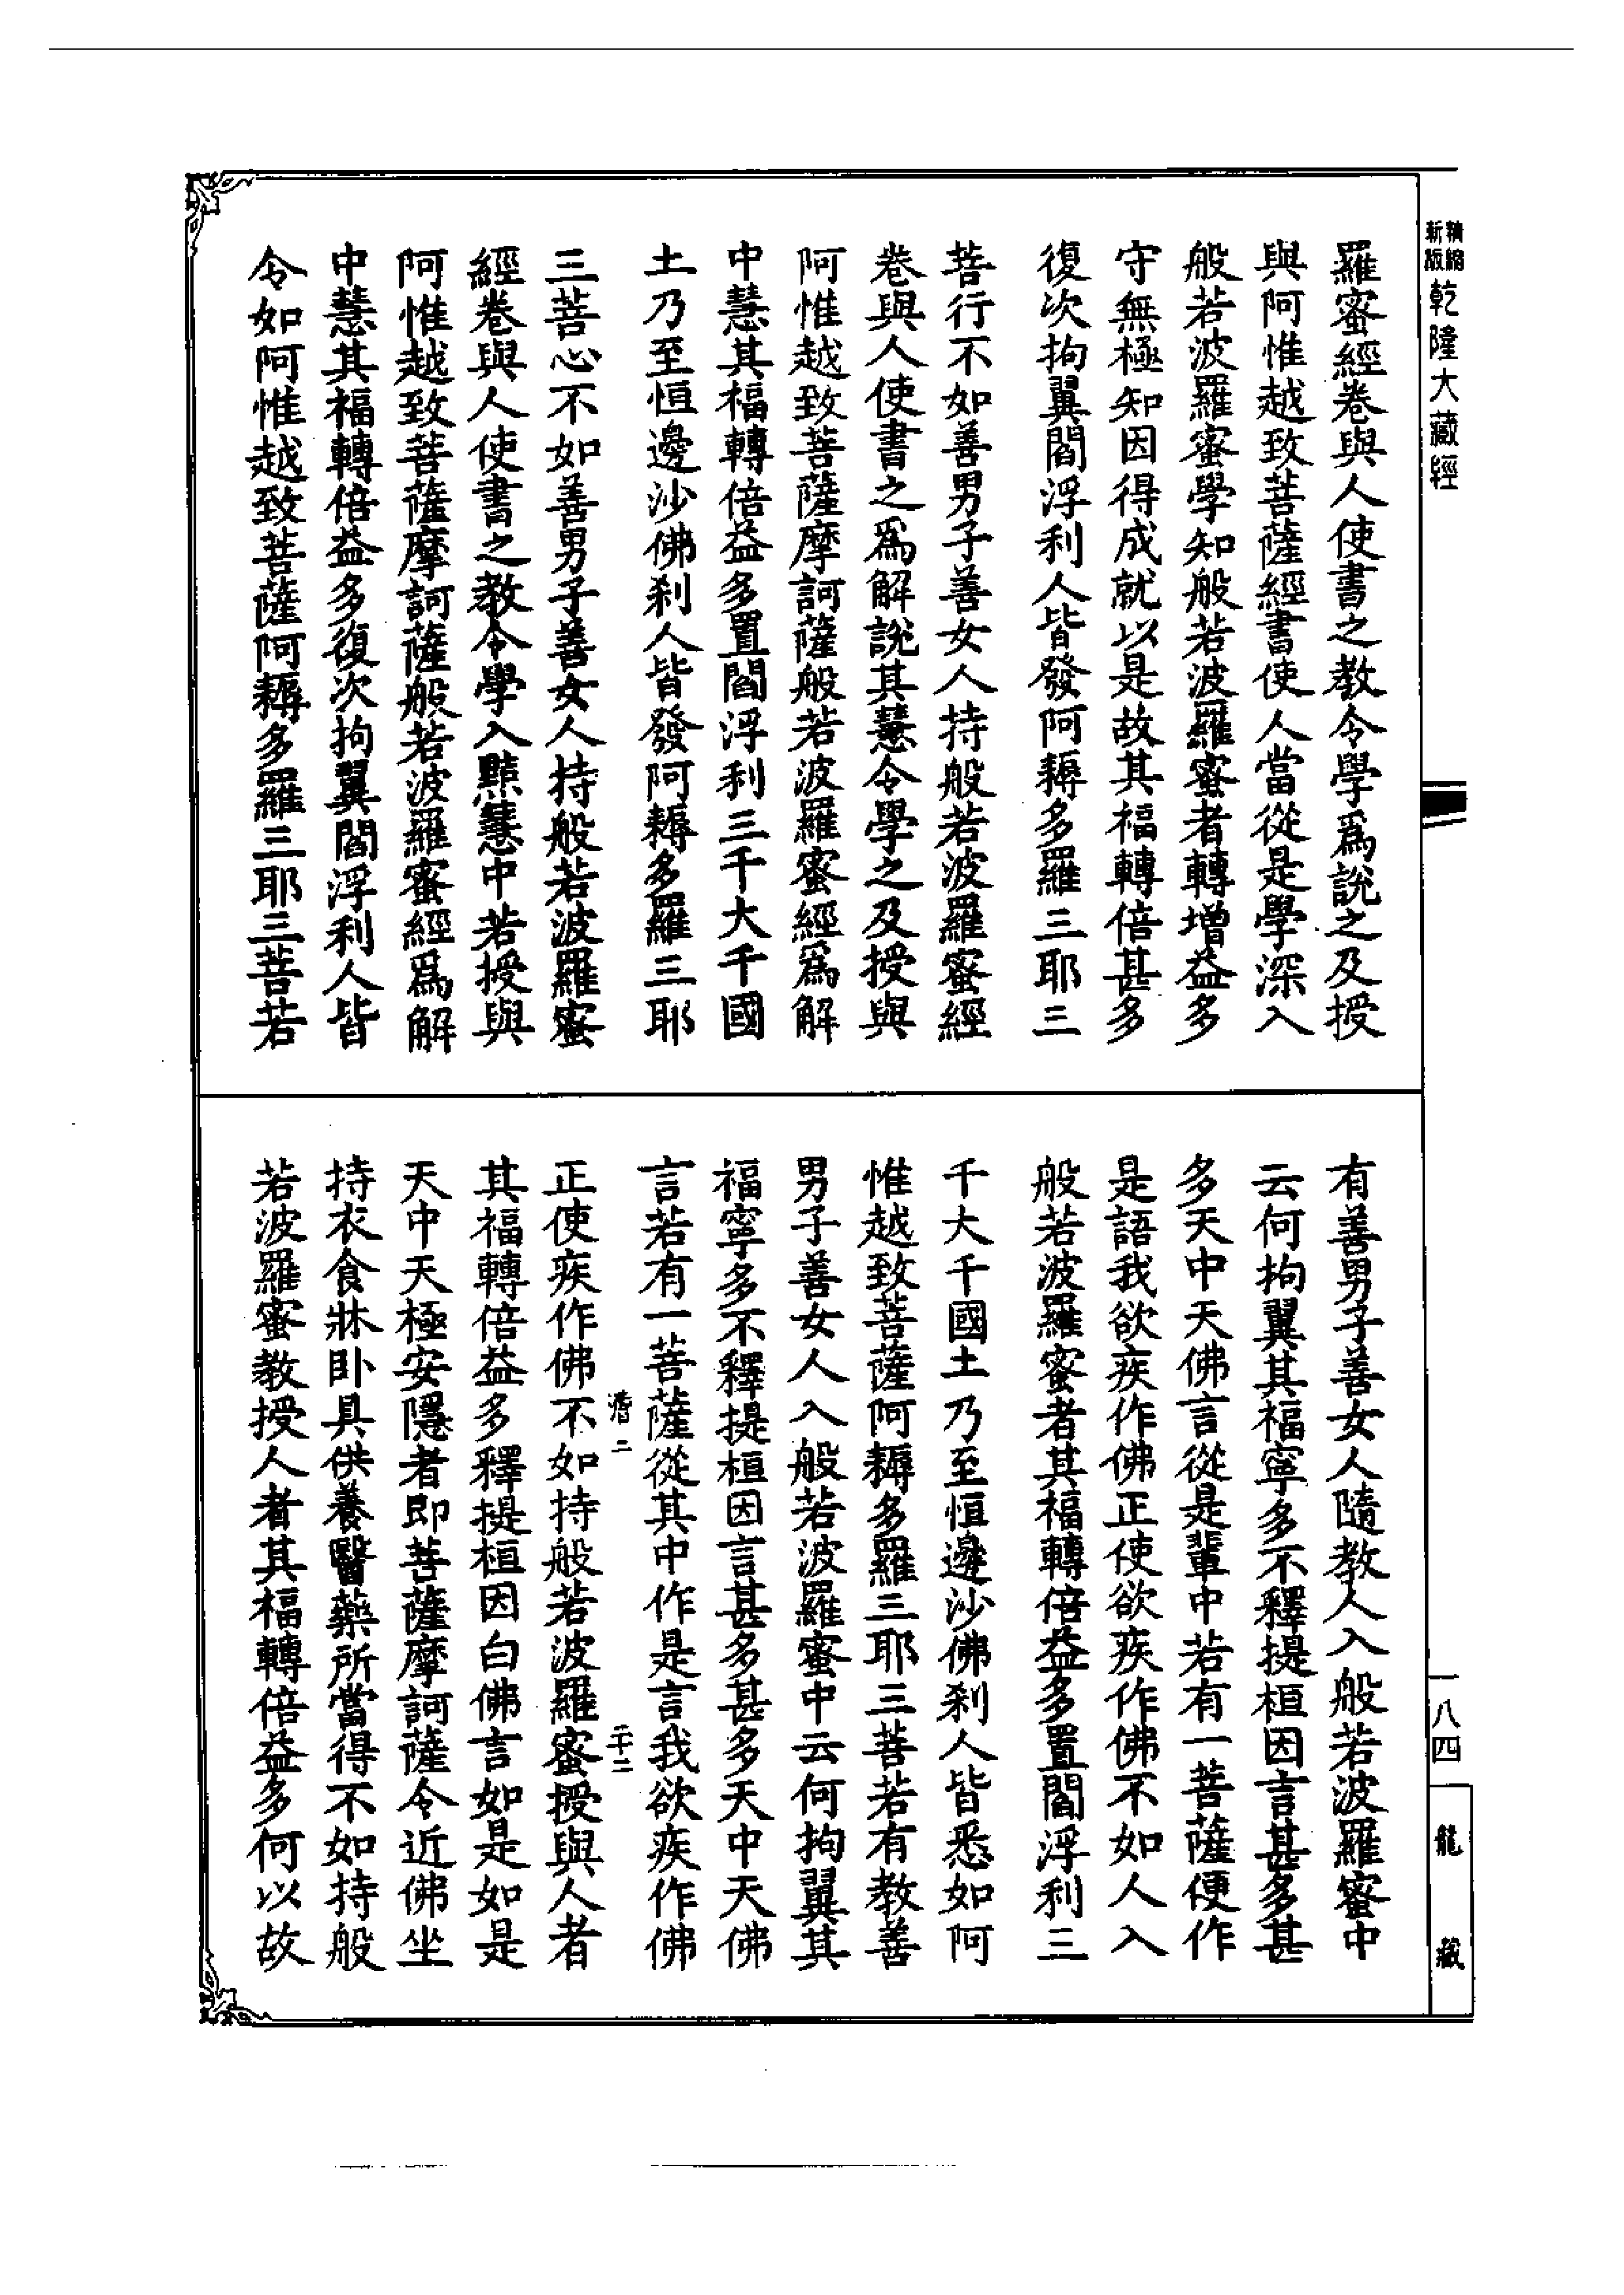 精縮新版乾隆大藏經
羅蜜經卷與人使書之教令學爲說之及授
與阿惟越致菩薩經書使人當從是學深入
般若波羅蜜學知般若波羅蜜者轉增益多
守無極知因得成就以是故其福轉倍甚多
復次拘翼閻浮利人皆發阿耨多羅三耶三
菩行不如善男子善女人持般若波羅蜜經
卷與人使書之爲解說其慧令學之及授與
阿惟越致菩薩摩訶薩般若波羅蜜經爲解
中慧其福轉倍益多置閻浮利三千大千國
土乃至恒邊沙佛剎人皆發阿耨多羅三耶
三菩心不如善男子善女人持般若波羅蜜
經卷與人使書之教令學入黠慧中若授與
阿惟越致菩薩摩訶薩般若波羅蜜經爲解
中慧其福轉倍益多復次拘翼閻浮利人皆
令如阿惟越致菩薩阿耨多羅三耶三菩若
有善男子善女人隨教人入般若波羅蜜中
云何拘翼其福寧多不釋提桓因言甚多甚
多天中天佛言從是輩中若有一菩薩便作
是語我欲疾作佛正使欲疾作佛不如人入
般若波羅蜜者其福轉倍益多置閻浮利三
千大千國土乃至恒邊沙佛剎人皆悉如阿
惟越致菩薩阿耨多羅三耶三菩若有教善
男子善女人入般若波羅蜜中云何拘翼其
福寧多不釋提桓因言甚多甚多天中天佛
言若有一菩薩從其中作是言我欲疾作佛
正使疾作佛不如持般若波羅蜜授與人者
其福轉倍益多釋提桓因白佛言如是如是
天中天極安隱者即菩薩摩訶薩令近佛坐
持衣食牀卧具供養醫藥所當得不如持般
若波羅蜜教授人者其福轉倍益多何以故
二十二
一八四
龍藏